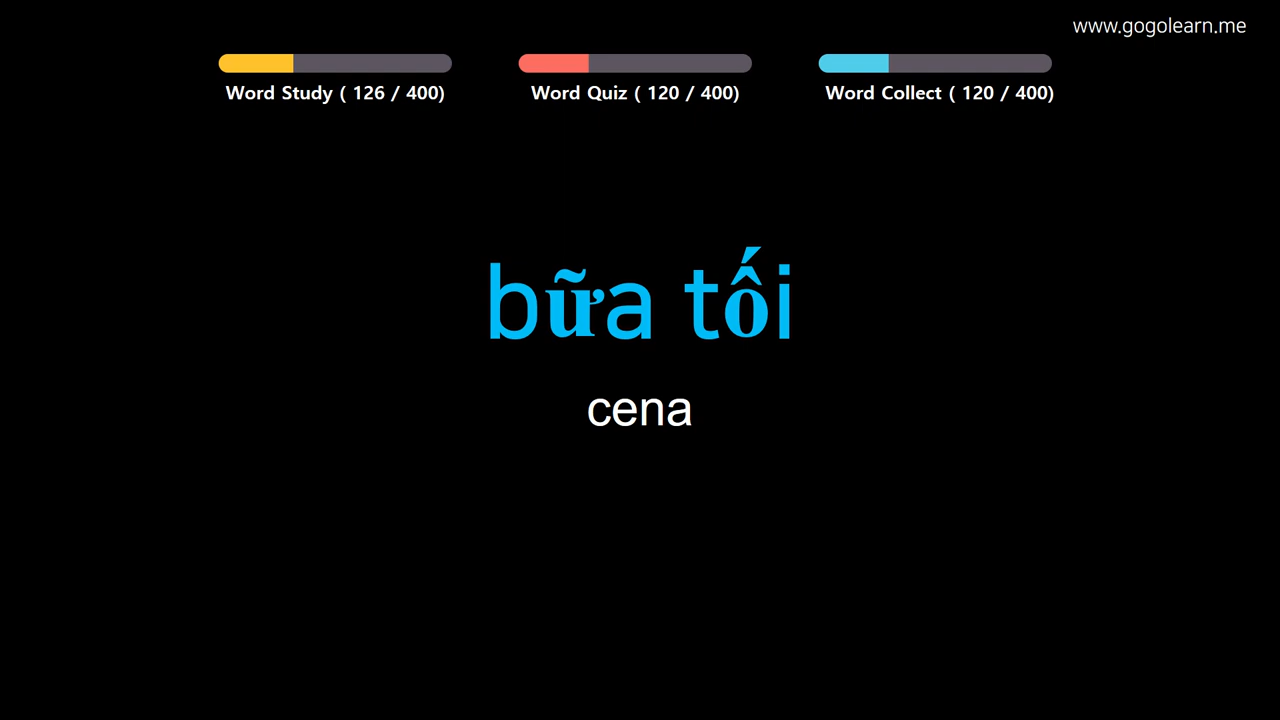 www.gogolearn.me
Word Study ( 126 / 400)
Word Quiz ( 120 / 400)
Word Collect ( 120 / 400)
bữa tối
cena